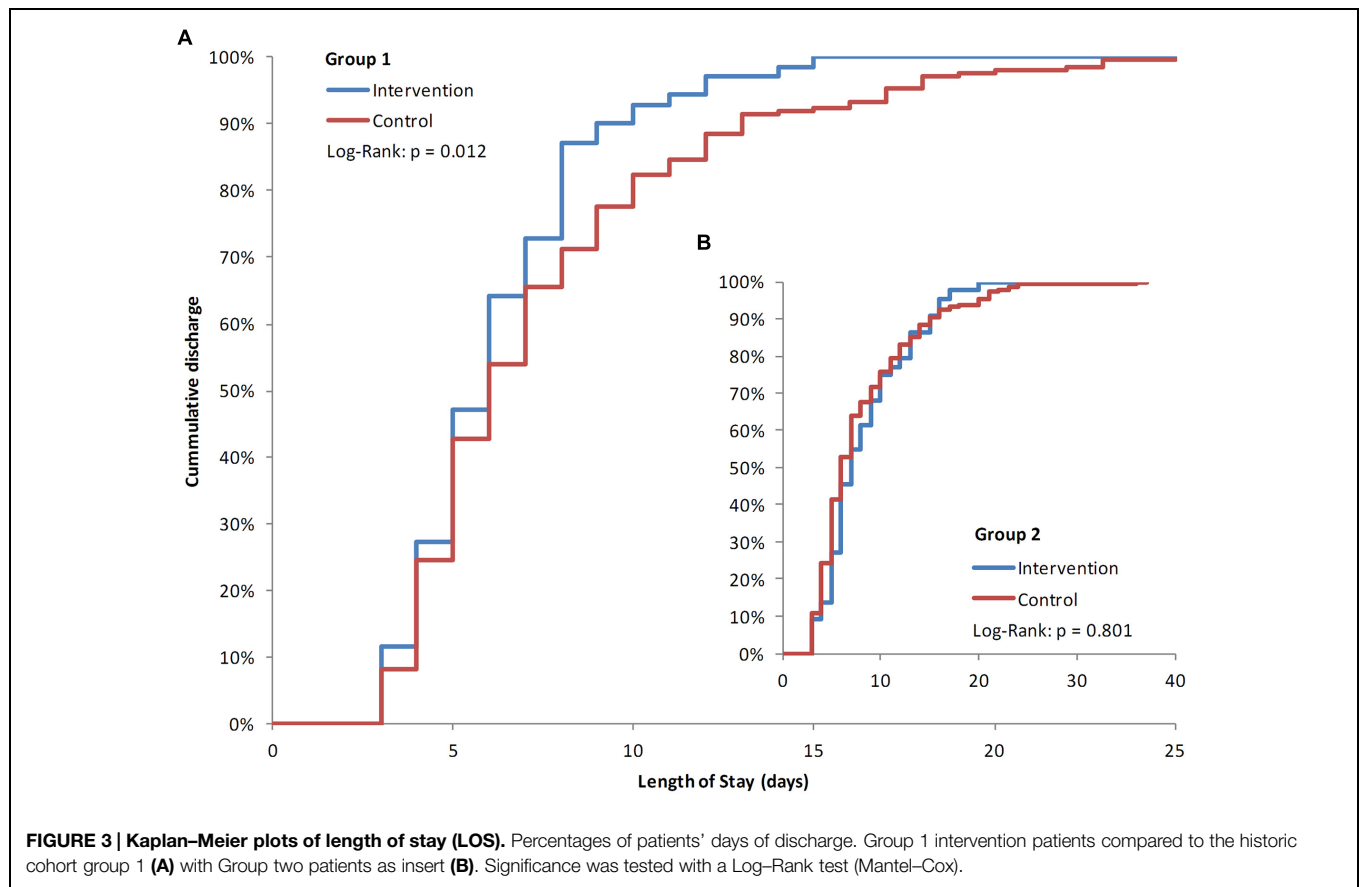 A
Group 1
Intervention
Control
Log-Rank: p = 0.012
100%
90%
80%
70%
60%
50%
40%
30%
20%
10%
0%
Cummulative discharge
0 5 10 15 20 25
Length of Stay (days)
B
100%
90%
80%
70%
60%
50%
40%
30%
20%
10%
0%
Group 2
Intervention
Control
Log-Rank: p = 0.801
0 10 20 30 40
FIGURE 3 | Kaplan–Meier plots of length of stay (LOS). Percentages of patients' days of discharge. Group 1 intervention patients compared to the historic
cohort group 1 (A) with Group two patients as insert (B). Significance was tested with a Log–Rank test (Mantel–Cox).